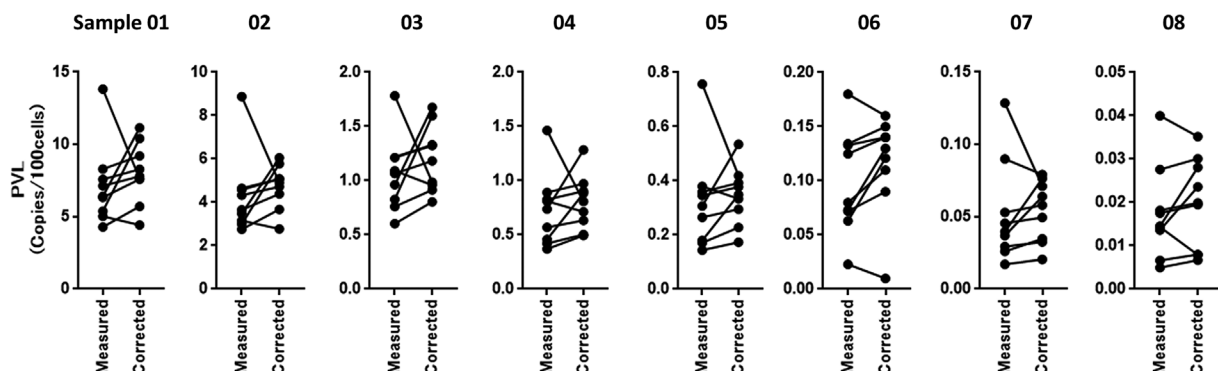 Sample 01 02 03 04 05 06 07 08
PVL
(Copies/100cells)
15 10 2.0 2.0 0.8 0.20 0.15 0.05
10 8 6 4 1.5 1.5 0.6 0.15 0.10 0.04 0.03
5 2 1.0 1.0 0.4 0.10 0.05 0.02
0.5 0.5 0.2 0.05 0.01
0 0 0.0 0.0 0.0 0.00 0.00 0.00
Measured Corrected Measured Corrected Measured Corrected Measured Corrected Measured Corrected Measured Corrected Measured Corrected Measured Corrected